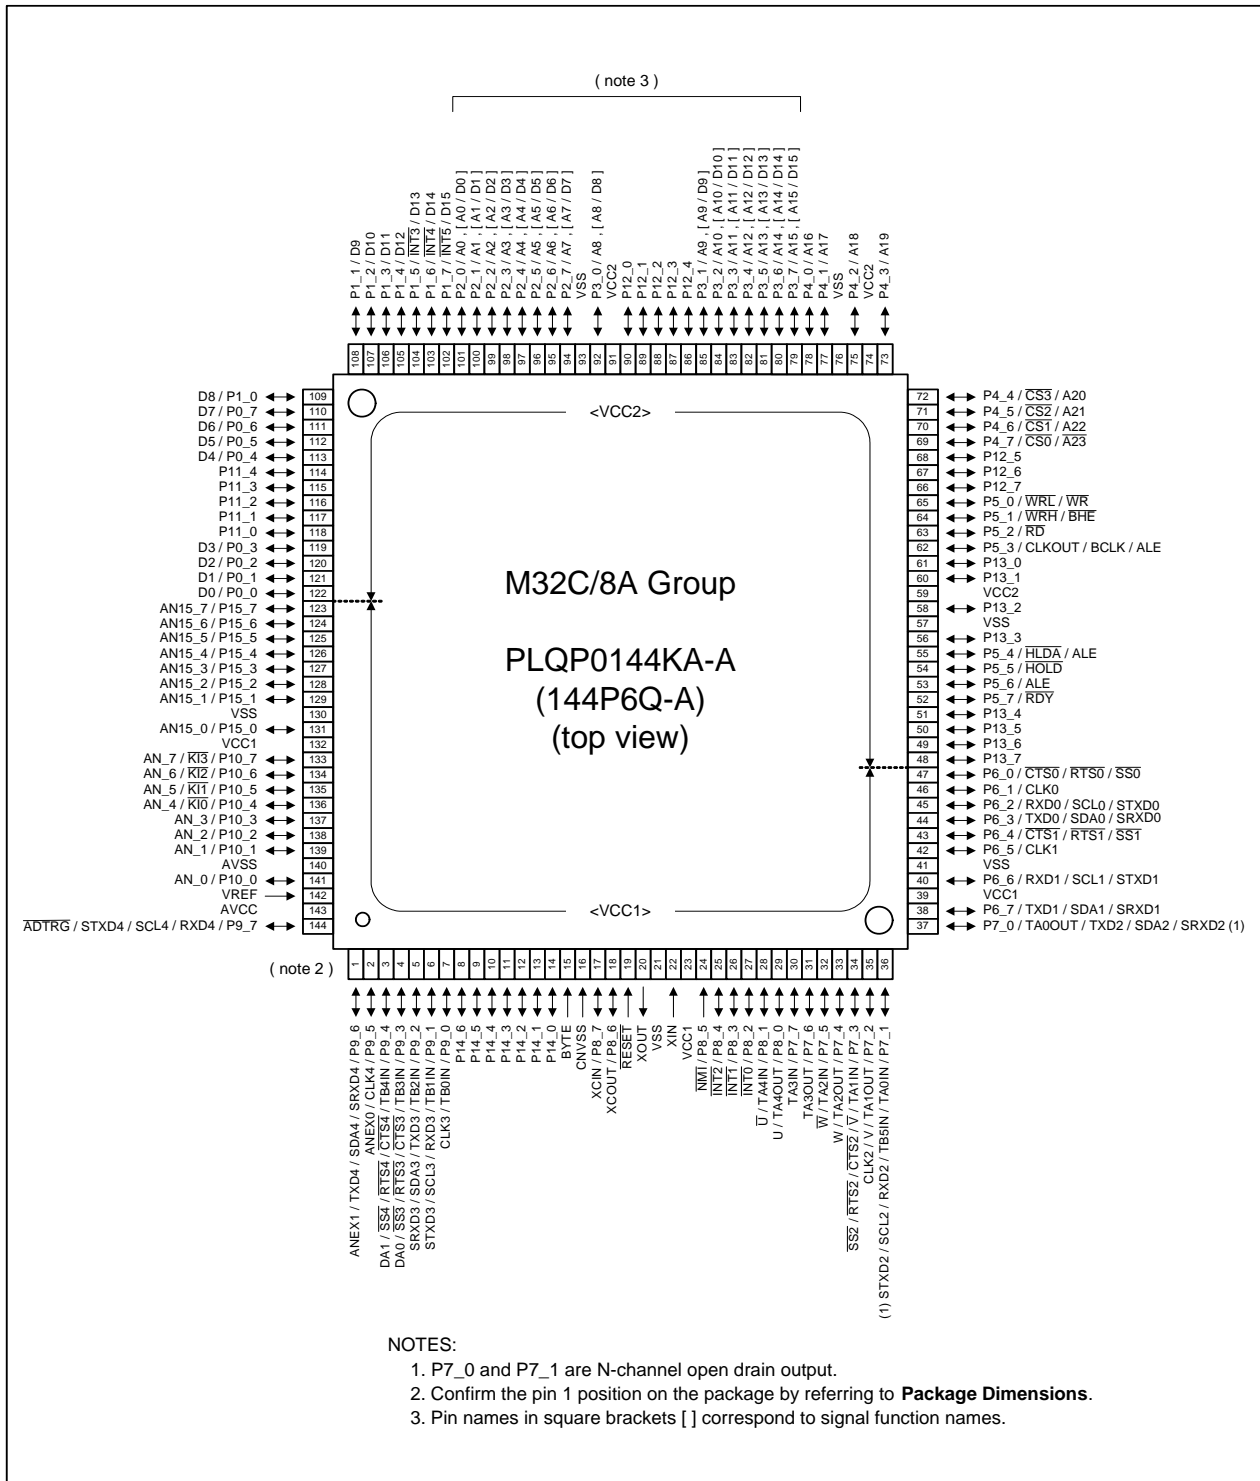 ( note 3 )
P1_1 / D9
P1_2 / D10
P1_3 / D11
P1_4 / D12
P1_5 / INT3 / D13
P1_6 / INT4 / D14
P1_7 / INT5 / D15
P2_0 / A0 , [ A0 / D0 ]
P2_1 / A1 , [ A1 / D1 ]
P2_2 / A2 , [ A2 / D2 ]
P2_3 / A3 , [ A3 / D3 ]
P2_4 / A4 , [ A4 / D4 ]
P2_5 / A5 , [ A5 / D5 ]
P2_6 / A6 , [ A6 / D6 ]
P2_7 / A7 , [ A7 / D7 ]
VSS
P3_0 / A8 , [ A8 / D8 ]
VCC2
P12_0
P12_1
P12_2
P12_3
P12_4
P3_1 / A9 , [ A9 / D9 ]
P3_2 / A10 , [ A10 / D10 ]
P3_3 / A11 , [ A11 / D11 ]
P3_4 / A12 , [ A12 / D12 ]
P3_5 / A13 , [ A13 / D13 ]
P3_6 / A14 , [ A14 / D14 ]
P3_7 / A15 , [ A15 / D15 ]
P4_0 / A16
P4_1 / A17
VSS
P4_2 / A18
VCC2
P4_3 / A19
108 107 106 105 104 103 102 101 100 99 98 97 96 95 94 93 92 91 90 89 88 87 86 85 84 83 82 81 80 79 78 77 76 75 74 73
D8 / P1_0 109
D7 / P0_7 110
D6 / P0_6 111
D5 / P0_5 112
D4 / P0_4 113
P11_4 114
P11_3 115
P11_2 116
P11_1 117
P11_0 118
D3 / P0_3 119
D2 / P0_2 120
D1 / P0_1 121
D0 / P0_0 122
AN15_7 / P15_7 123
AN15_6 / P15_6 124
AN15_5 / P15_5 125
AN15_4 / P15_4 126
AN15_3 / P15_3 127
AN15_2 / P15_2 128
AN15_1 / P15_1 129
VSS 130
AN15_0 / P15_0 131
VCC1 132
AN_7 / KI3 / P10_7 133
AN_6 / KI2 / P10_6 134
AN_5 / KI1 / P10_5 135
AN_4 / KI0 / P10_4 136
AN_3 / P10_3 137
AN_2 / P10_2 138
AN_1 / P10_1 139
AVSS 140
AN_0 / P10_0 141
VREF 142
AVCC 143
ADTRG / STXD4 / SCL4 / RXD4 / P9_7 144
<VCC2>
M32C/8A Group
PLQP0144KA-A
(144P6Q-A)
(top view)
<VCC1>
72 P4_4 / CS3 / A20
71 P4_5 / CS2 / A21
70 P4_6 / CS1 / A22
69 P4_7 / CS0 / A23
68 P12_5
67 P12_6
66 P12_7
65 P5_0 / WRL / WR
64 P5_1 / WRH / BHE
63 P5_2 / RD
62 P5_3 / CLKOUT / BCLK / ALE
61 P13_0
60 P13_1
59 VCC2
58 P13_2
57 VSS
56 P13_3
55 P5_4 / HLDA / ALE
54 P5_5 / HOLD
53 P5_6 / ALE
52 P5_7 / RDY
51 P13_4
50 P13_5
49 P13_6
48 P13_7
47 P6_0 / CTS0 / RTS0 / SS0
46 P6_1 / CLK0
45 P6_2 / RXD0 / SCL0 / STXD0
44 P6_3 / TXD0 / SDA0 / SRXD0
43 P6_4 / CTS1 / RTS1 / SS1
42 P6_5 / CLK1
41 VSS
40 P6_6 / RXD1 / SCL1 / STXD1
39 VCC1
38 P6_7 / TXD1 / SDA1 / SRXD1
37 P7_0 / TA0OUT / TXD2 / SDA2 / SRXD2 (1)
( note 2 )
1 2 3 4 5 6 7 8 9 10 11 12 13 14 15 16 17 18 19 20 21 22 23 24 25 26 27 28 29 30 31 32 33 34 35 36
ANEX1 / TXD4 / SDA4 / SRXD4 / P9_6
ANEX0 / CLK4 / P9_5
DA1 / SS4 / RTS4 / CTS4 / TB4IN / P9_4
DA0 / SS3 / RTS3 / CTS3 / TB3IN / P9_3
SRXD3 / SDA3 / TXD3 / TB2IN / P9_2
STXD3 / SCL3 / RXD3 / TB1IN / P9_1
CLK3 / TB0IN / P9_0
P14_6
P14_5
P14_4
P14_3
P14_2
P14_1
P14_0
BYTE
CNVSS
XCIN / P8_7
XCOUT / P8_6
RESET
XOUT
VSS
XIN
VCC1
NMI / P8_5
INT2 / P8_4
INT1 / P8_3
INT0 / P8_2
U / TA4IN / P8_1
U / TA4OUT / P8_0
TA3IN / P7_7
TA3OUT / P7_6
W / TA2IN / P7_5
W / TA2OUT / P7_4
SS2 / RTS2 / CTS2 / V / TA1IN / P7_3
CLK2 / V / TA1OUT / P7_2
(1) STXD2 / SCL2 / RXD2 / TB5IN / TA0IN / P7_1
NOTES:
1. P7_0 and P7_1 are N-channel open drain output.
2. Confirm the pin 1 position on the package by referring to Package Dimensions.
3. Pin names in square brackets [ ] correspond to signal function names.